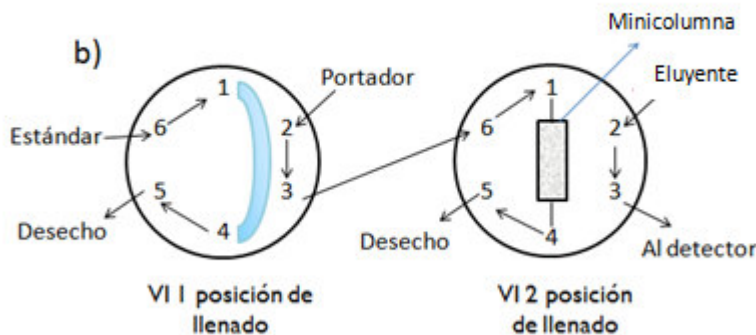 b)
Minicolumna
Portador
Eluyente
Estándar
1
2
3
4
5
6
1
2
3
4
5
6
Desecho
Desecho
Al detector
VI 1 posición de
llenado
VI 2 posición
de llenado